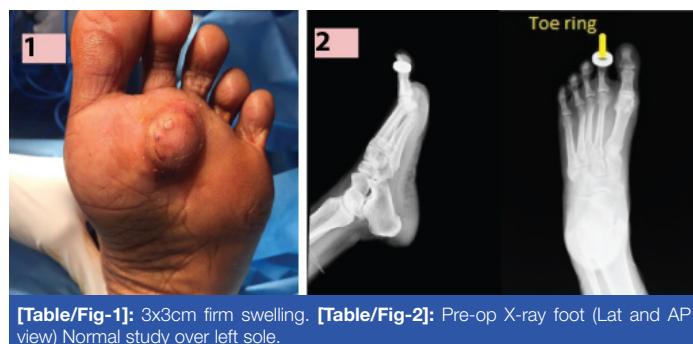 1
2
Toe ring
[Table/Fig-1]: 3x3cm firm swelling. [Table/Fig-2]: Pre-op X-ray foot (Lat and AP
view) Normal study over left sole.